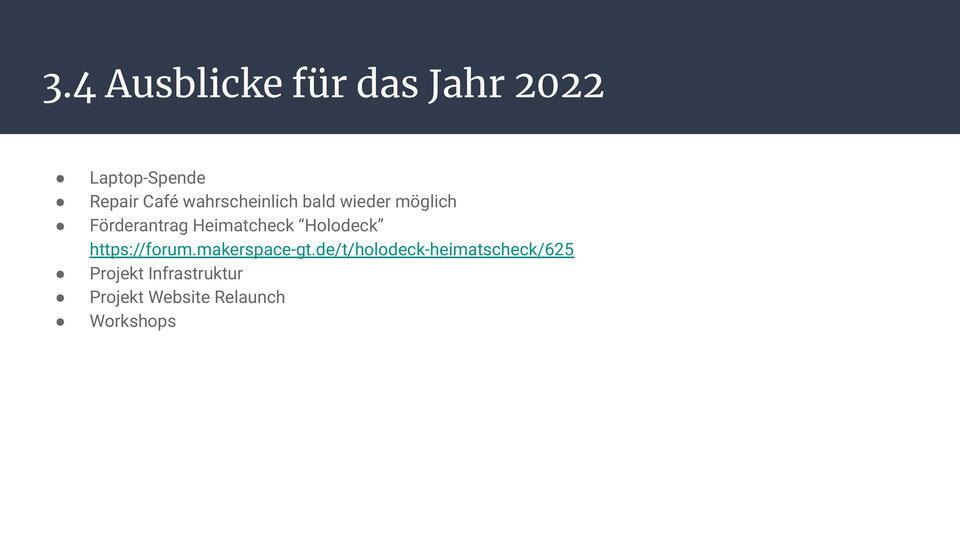 3.4 Ausblicke für das Jahr 2022
● Laptop-Spende
● Repair Café wahrscheinlich bald wieder möglich
● Förderantrag Heimatcheck “Holodeck”
https://forum.makerspace-gt.de/t/holodeck-heimatscheck/625
● Projekt Infrastruktur
● Projekt Website Relaunch
● Workshops